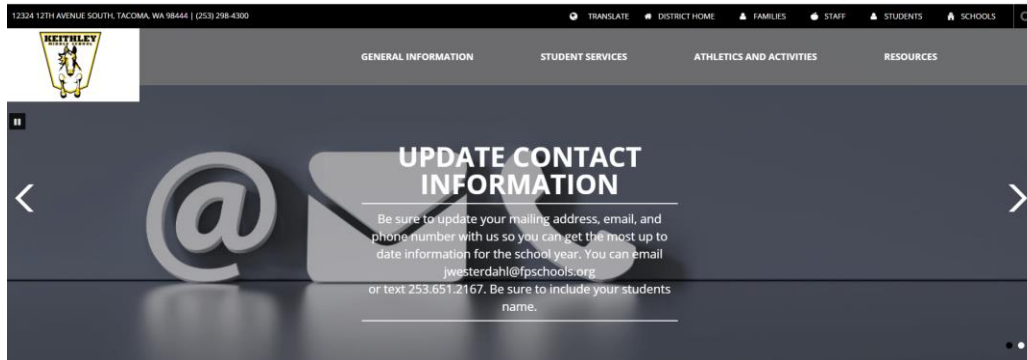 12324 12TH AVENUE SOUTH, TACOMA, WA 98444 | (253) 298-4300
TRANSLATE DISTRICT HOME FAMILIES STAFF STUDENTS SCHOOLS
KEITHLEY
MIDDLE SCHOOL
GENERAL INFORMATION STUDENT SERVICES ATHLETICS AND ACTIVITIES RESOURCES
UPDATE CONTACT
INFORMATION
Be sure to update your mailing address, email, and
phone number with us so you can get the most up to
date information for the school year. You can email
jwesterdahl@fpschools.org
or text 253.651.2167. Be sure to include your students
name.
@